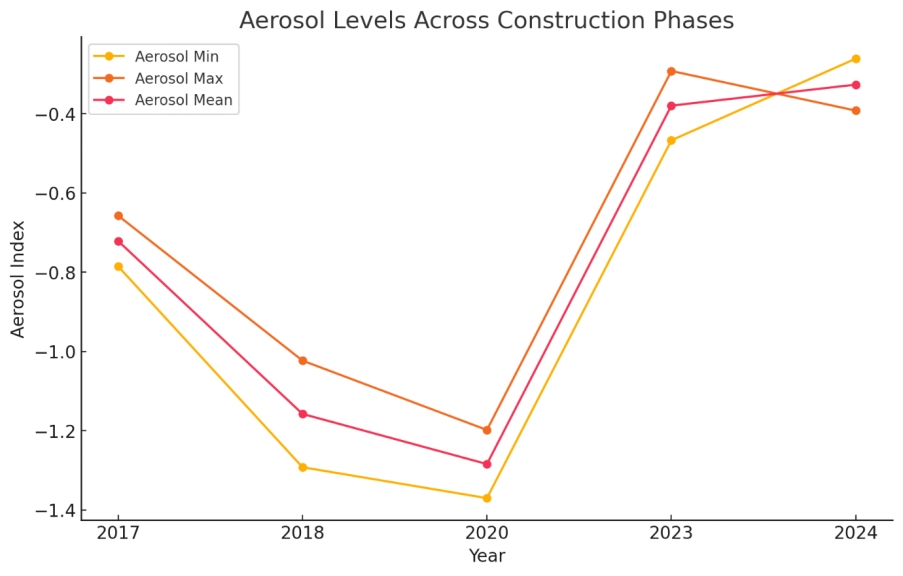 Aerosol Levels Across Construction Phases
Aerosol Min
Aerosol Max
Aerosol Mean
Aerosol Index
−0.4
−0.6
−0.8
−1.0
−1.2
−1.4
2017 2018 2020 2023 2024
Year